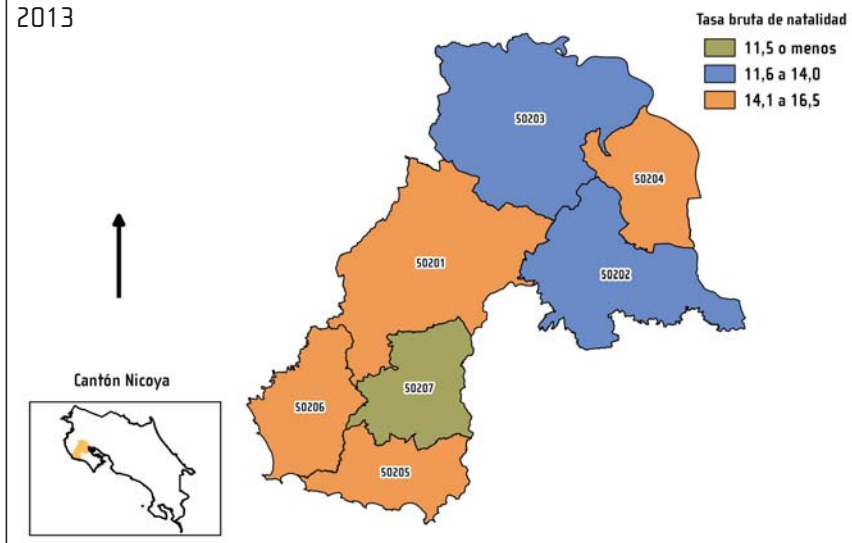 2013
Tasa bruta de natalidad
11,5 o menos
11,6 a 14,0
14,1 a 16,5
50203
50204
50201
50202
50207
50206
50205
Cantón Nicoya